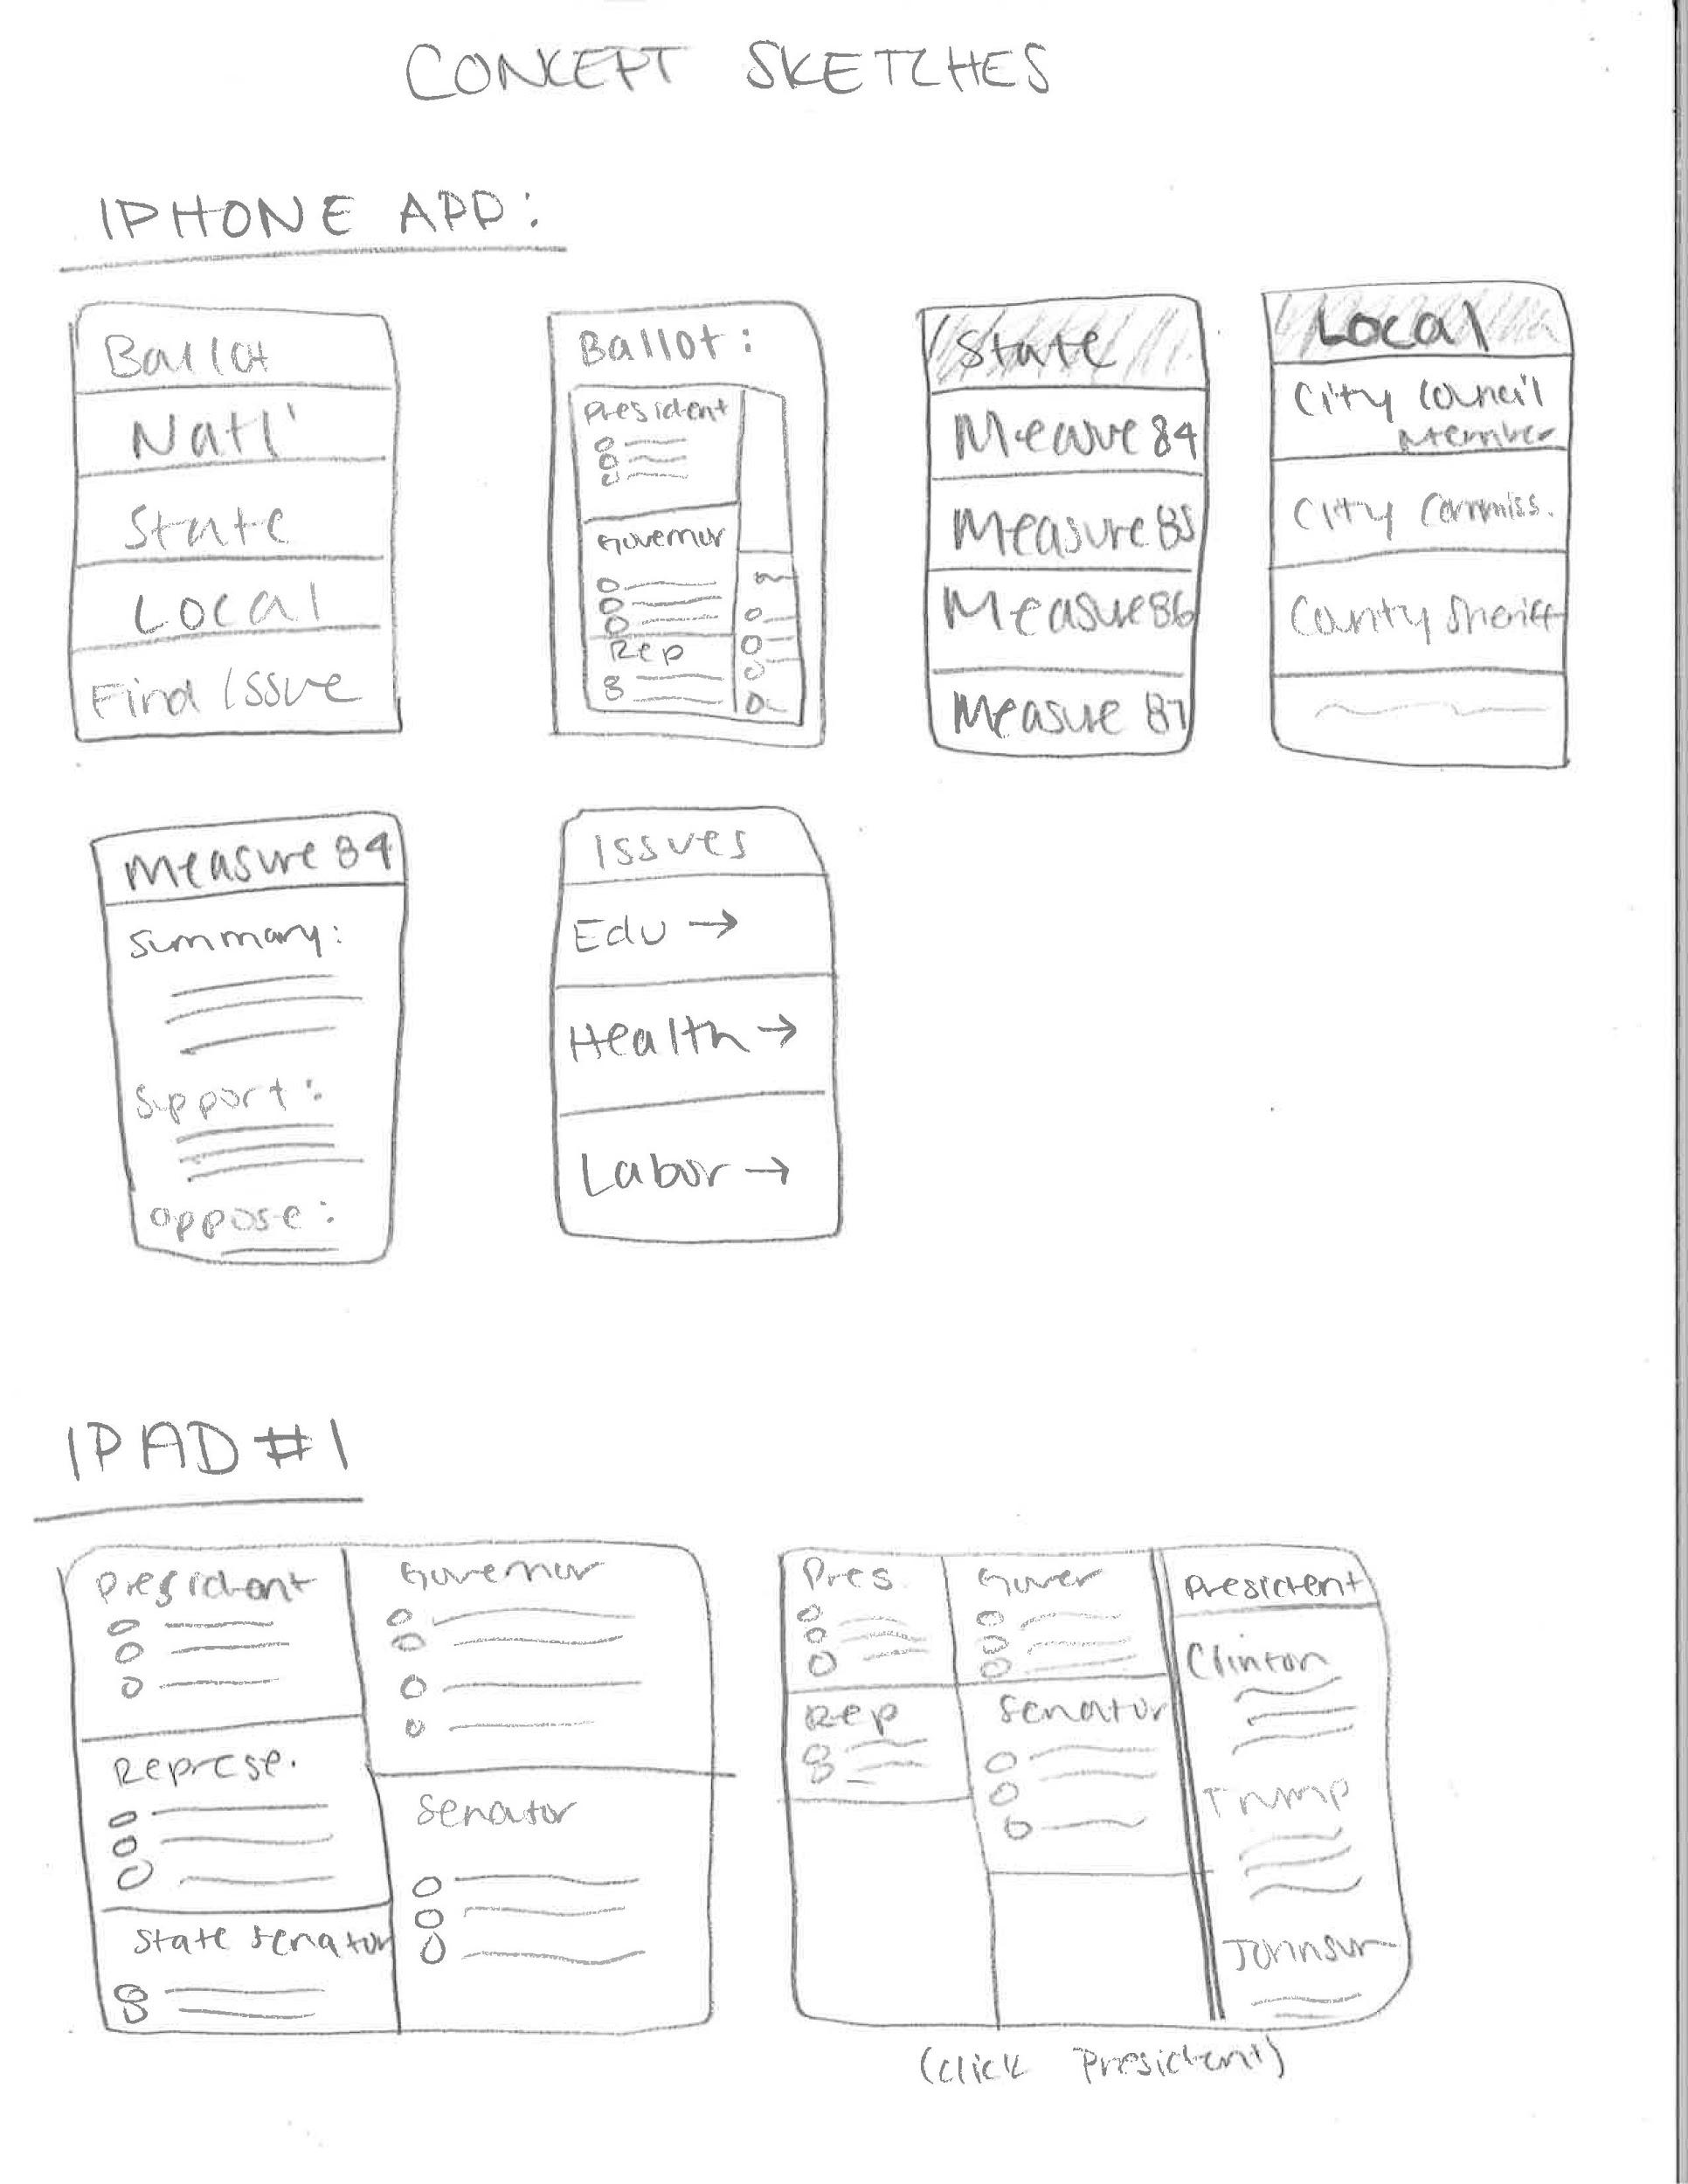 CONCEPT SKETCHES
IPHONE APP:
Ballot
Natl'
State
Local
Find Issue
Ballot:
President
Governor
Rep
State
Measure 84
Measure 85
Measure 86
Measure 87
Local
City Council
Member
City Commiss.
County Sheriff
Measure 84
Summary:
Support:
oppose:
Issues
Edu →
Health →
Labor →
IPAD #1
President
Governor
Represe.
Senator
State Senator
Pres
Gover
Rep
Senator
President
Clinton
Trump
Johnson
(click President)